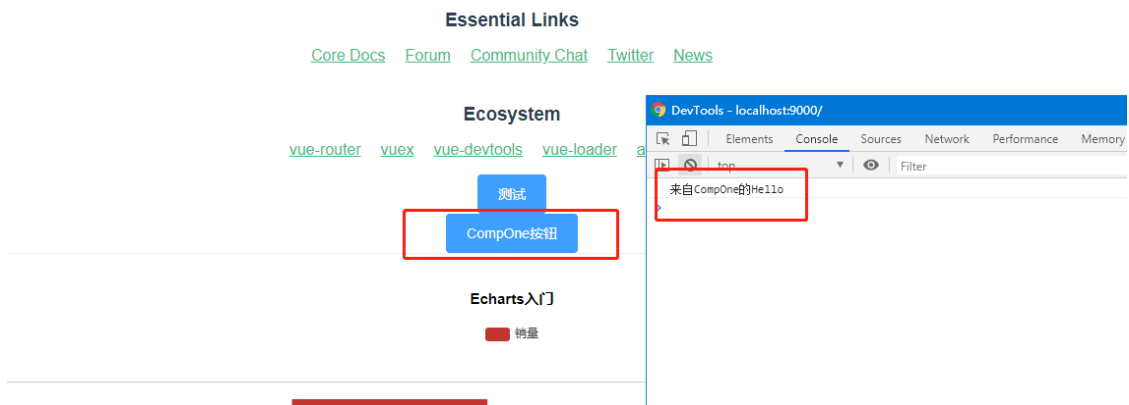 Essential Links
Core Docs Forum Community Chat Twitter News
Ecosystem
vue-router vuex vue-devtools vue-loader
测试
CompOne按钮
Echarts入门
销量
DevTools - localhost:9000/
Elements Console Sources Network Performance Memory
top Filter
来自CompOne的Hello